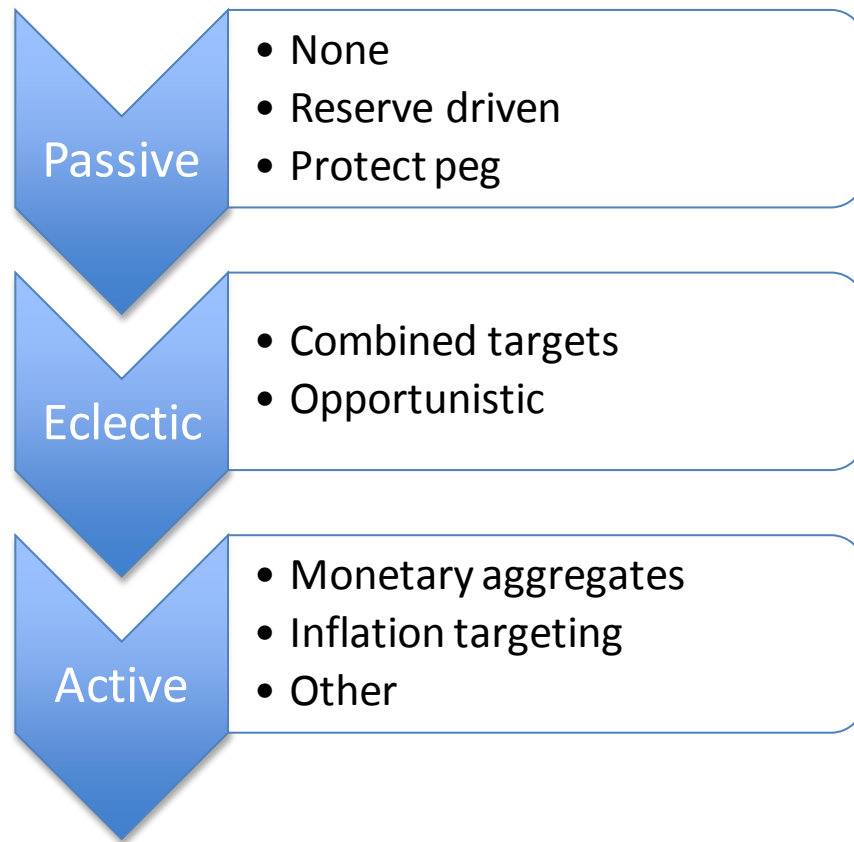 Passive
• None
• Reserve driven
• Protect peg
Eclectic
• Combined targets
• Opportunistic
Active
• Monetary aggregates
• Inflation targeting
• Other